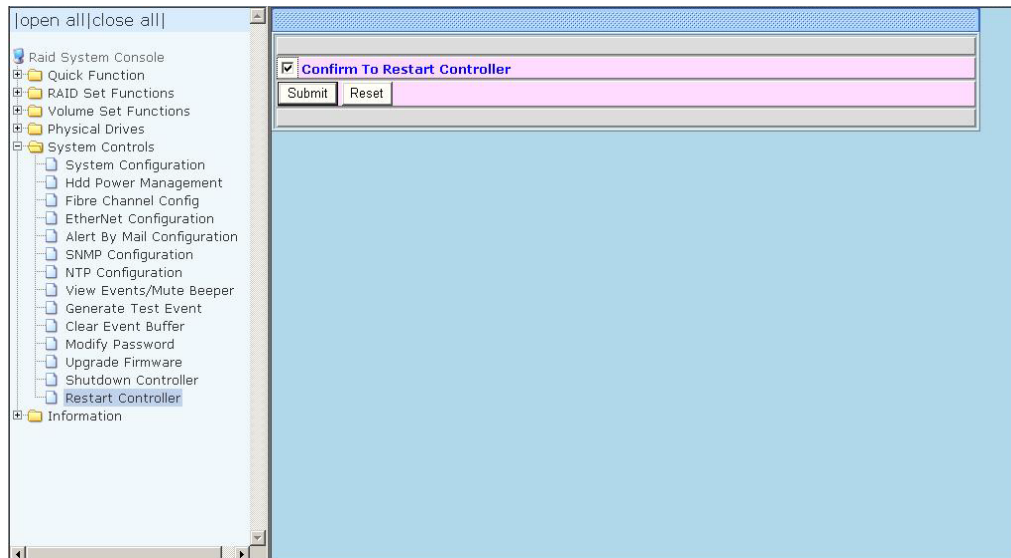 |open all|close all|
Raid System Console
Quick Function
RAID Set Functions
Volume Set Functions
Physical Drives
System Controls
System Configuration
Hdd Power Management
Fibre Channel Config
EtherNet Configuration
Alert By Mail Configuration
SNMP Configuration
NTP Configuration
View Events/Mute Beeper
Generate Test Event
Clear Event Buffer
Modify Password
Upgrade Firmware
Shutdown Controller
Restart Controller
Information
Confirm To Restart Controller
Submit Reset